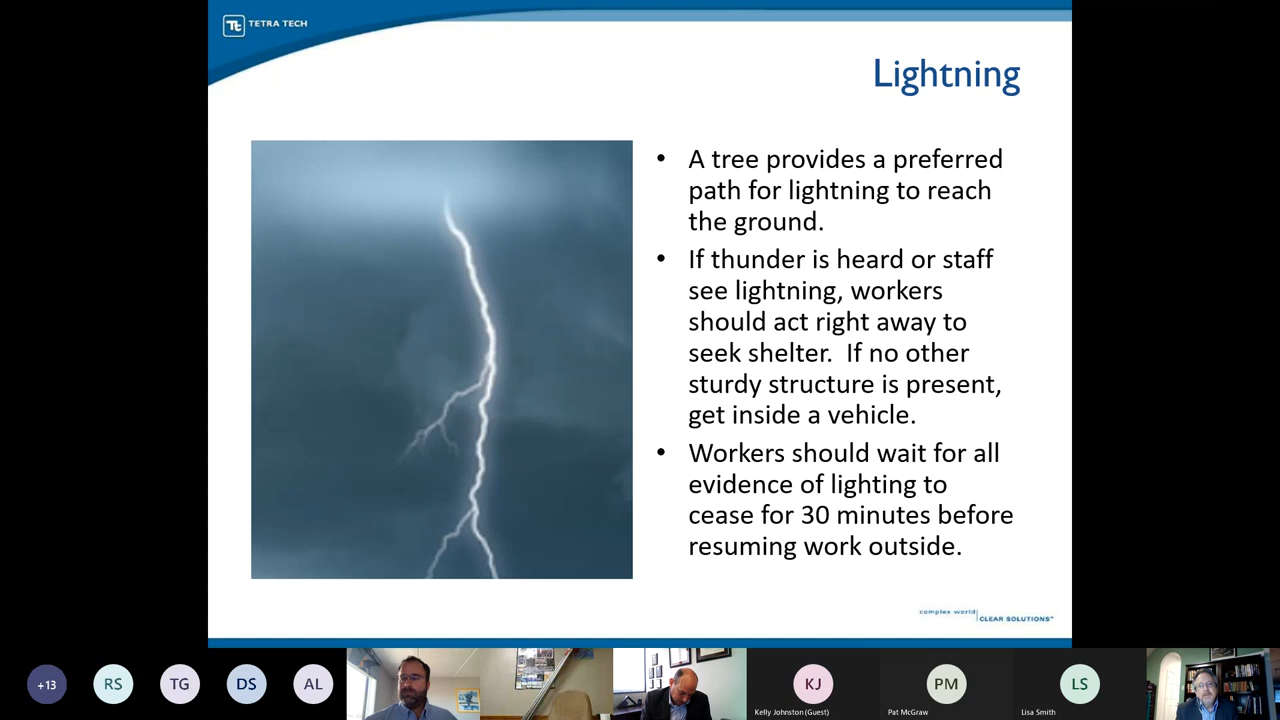 Tt TETRA TECH
Lightning
• A tree provides a preferred
path for lightning to reach
the ground.
• If thunder is heard or staff
see lightning, workers
should act right away to
seek shelter.  If no other
sturdy structure is present,
get inside a vehicle.
• Workers should wait for all
evidence of lighting to
cease for 30 minutes before
resuming work outside.
complex world
CLEAR SOLUTIONS™
+13
RS
TG
DS
AL
KJ
PM
LS
Kelly Johnston (Guest)
Pat McGraw
Lisa Smith